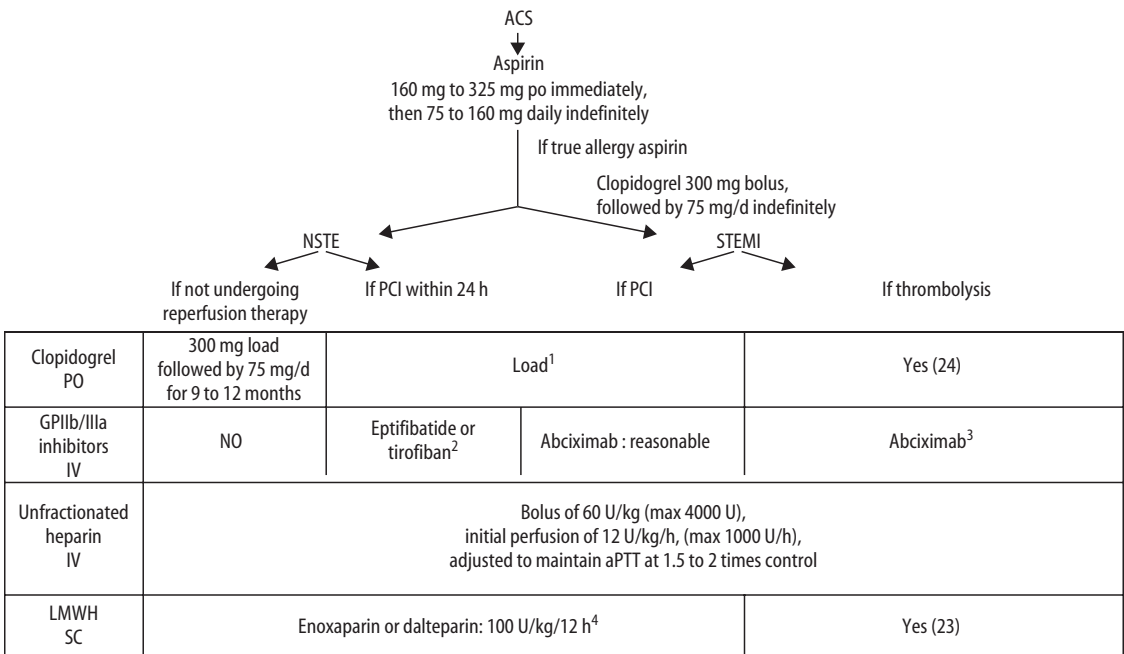 ACS
Aspirin
160 mg to 325 mg po immediately,
then 75 to 160 mg daily indefinitely
If true allergy aspirin
Clopidogrel 300 mg bolus,
followed by 75 mg/d indefinitely
NSTE
STEMI
If not undergoing
reperfusion therapy
If PCI within 24 h
If PCI
If thrombolysis
Clopidogrel
PO
300 mg load
followed by 75 mg/d
for 9 to 12 months
Load1
Yes (24)
GPIIb/IIIa
inhibitors
IV
NO
Eptifibatide or
tirofiban2
Abciximab : reasonable
Abciximab3
Unfractionated
heparin
IV
Bolus of 60 U/kg (max 4000 U),
initial perfusion of 12 U/kg/h, (max 1000 U/h),
adjusted to maintain aPTT at 1.5 to 2 times control
LMWH
SC
Enoxaparin or dalteparin: 100 U/kg/12 h4
Yes (23)